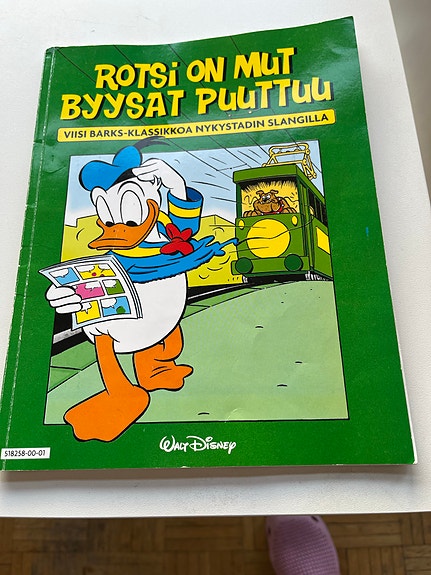 ROTSi ON MUT
BYYSAT PUUTTUU
VIISI BARKS-KLASSIKKOA NYKYSTADIN SLANGILLA
WALT DISNEY
518258-00-01